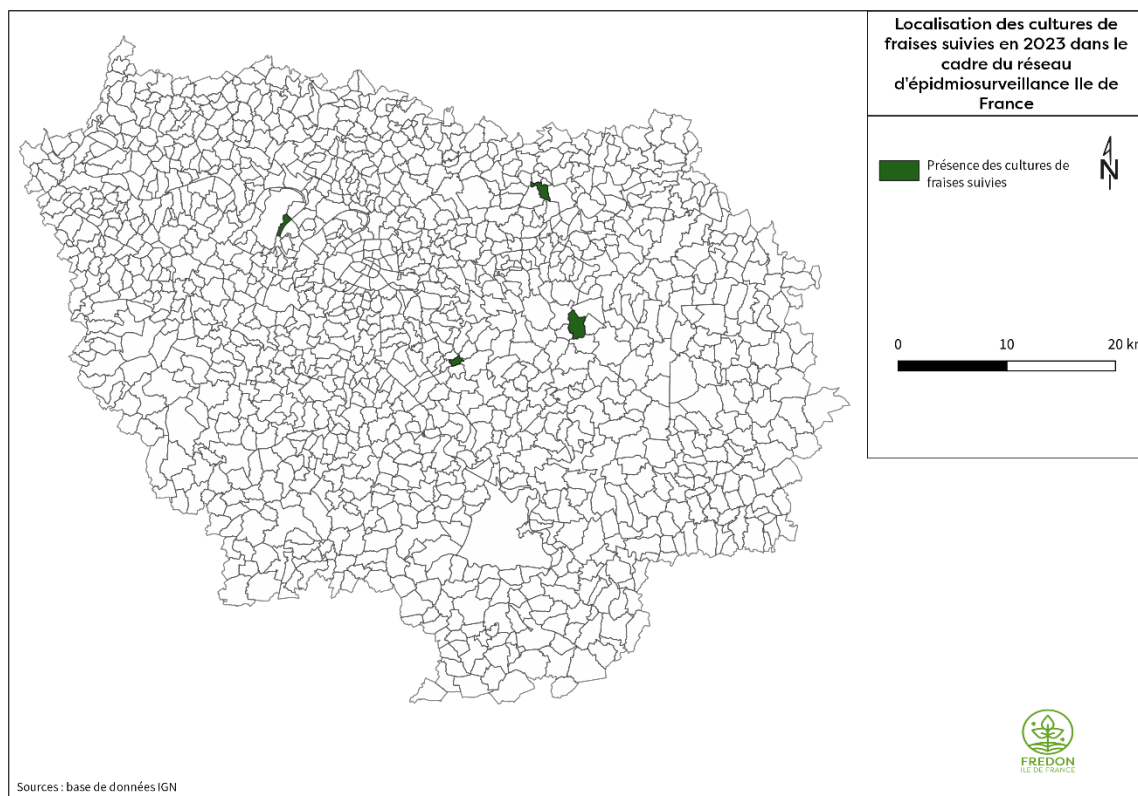 Localisation des cultures de
fraises suivies en 2023 dans le
cadre du réseau
d'épidmiosurveillance Ile de
France
Présence des cultures de
fraises suivies
N
0 10 20 km
FREDON
ILE DE FRANCE
Sources : base de données IGN